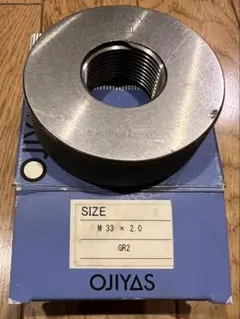 SIZE
M 33 × 2.0
GR2
OJIYAS